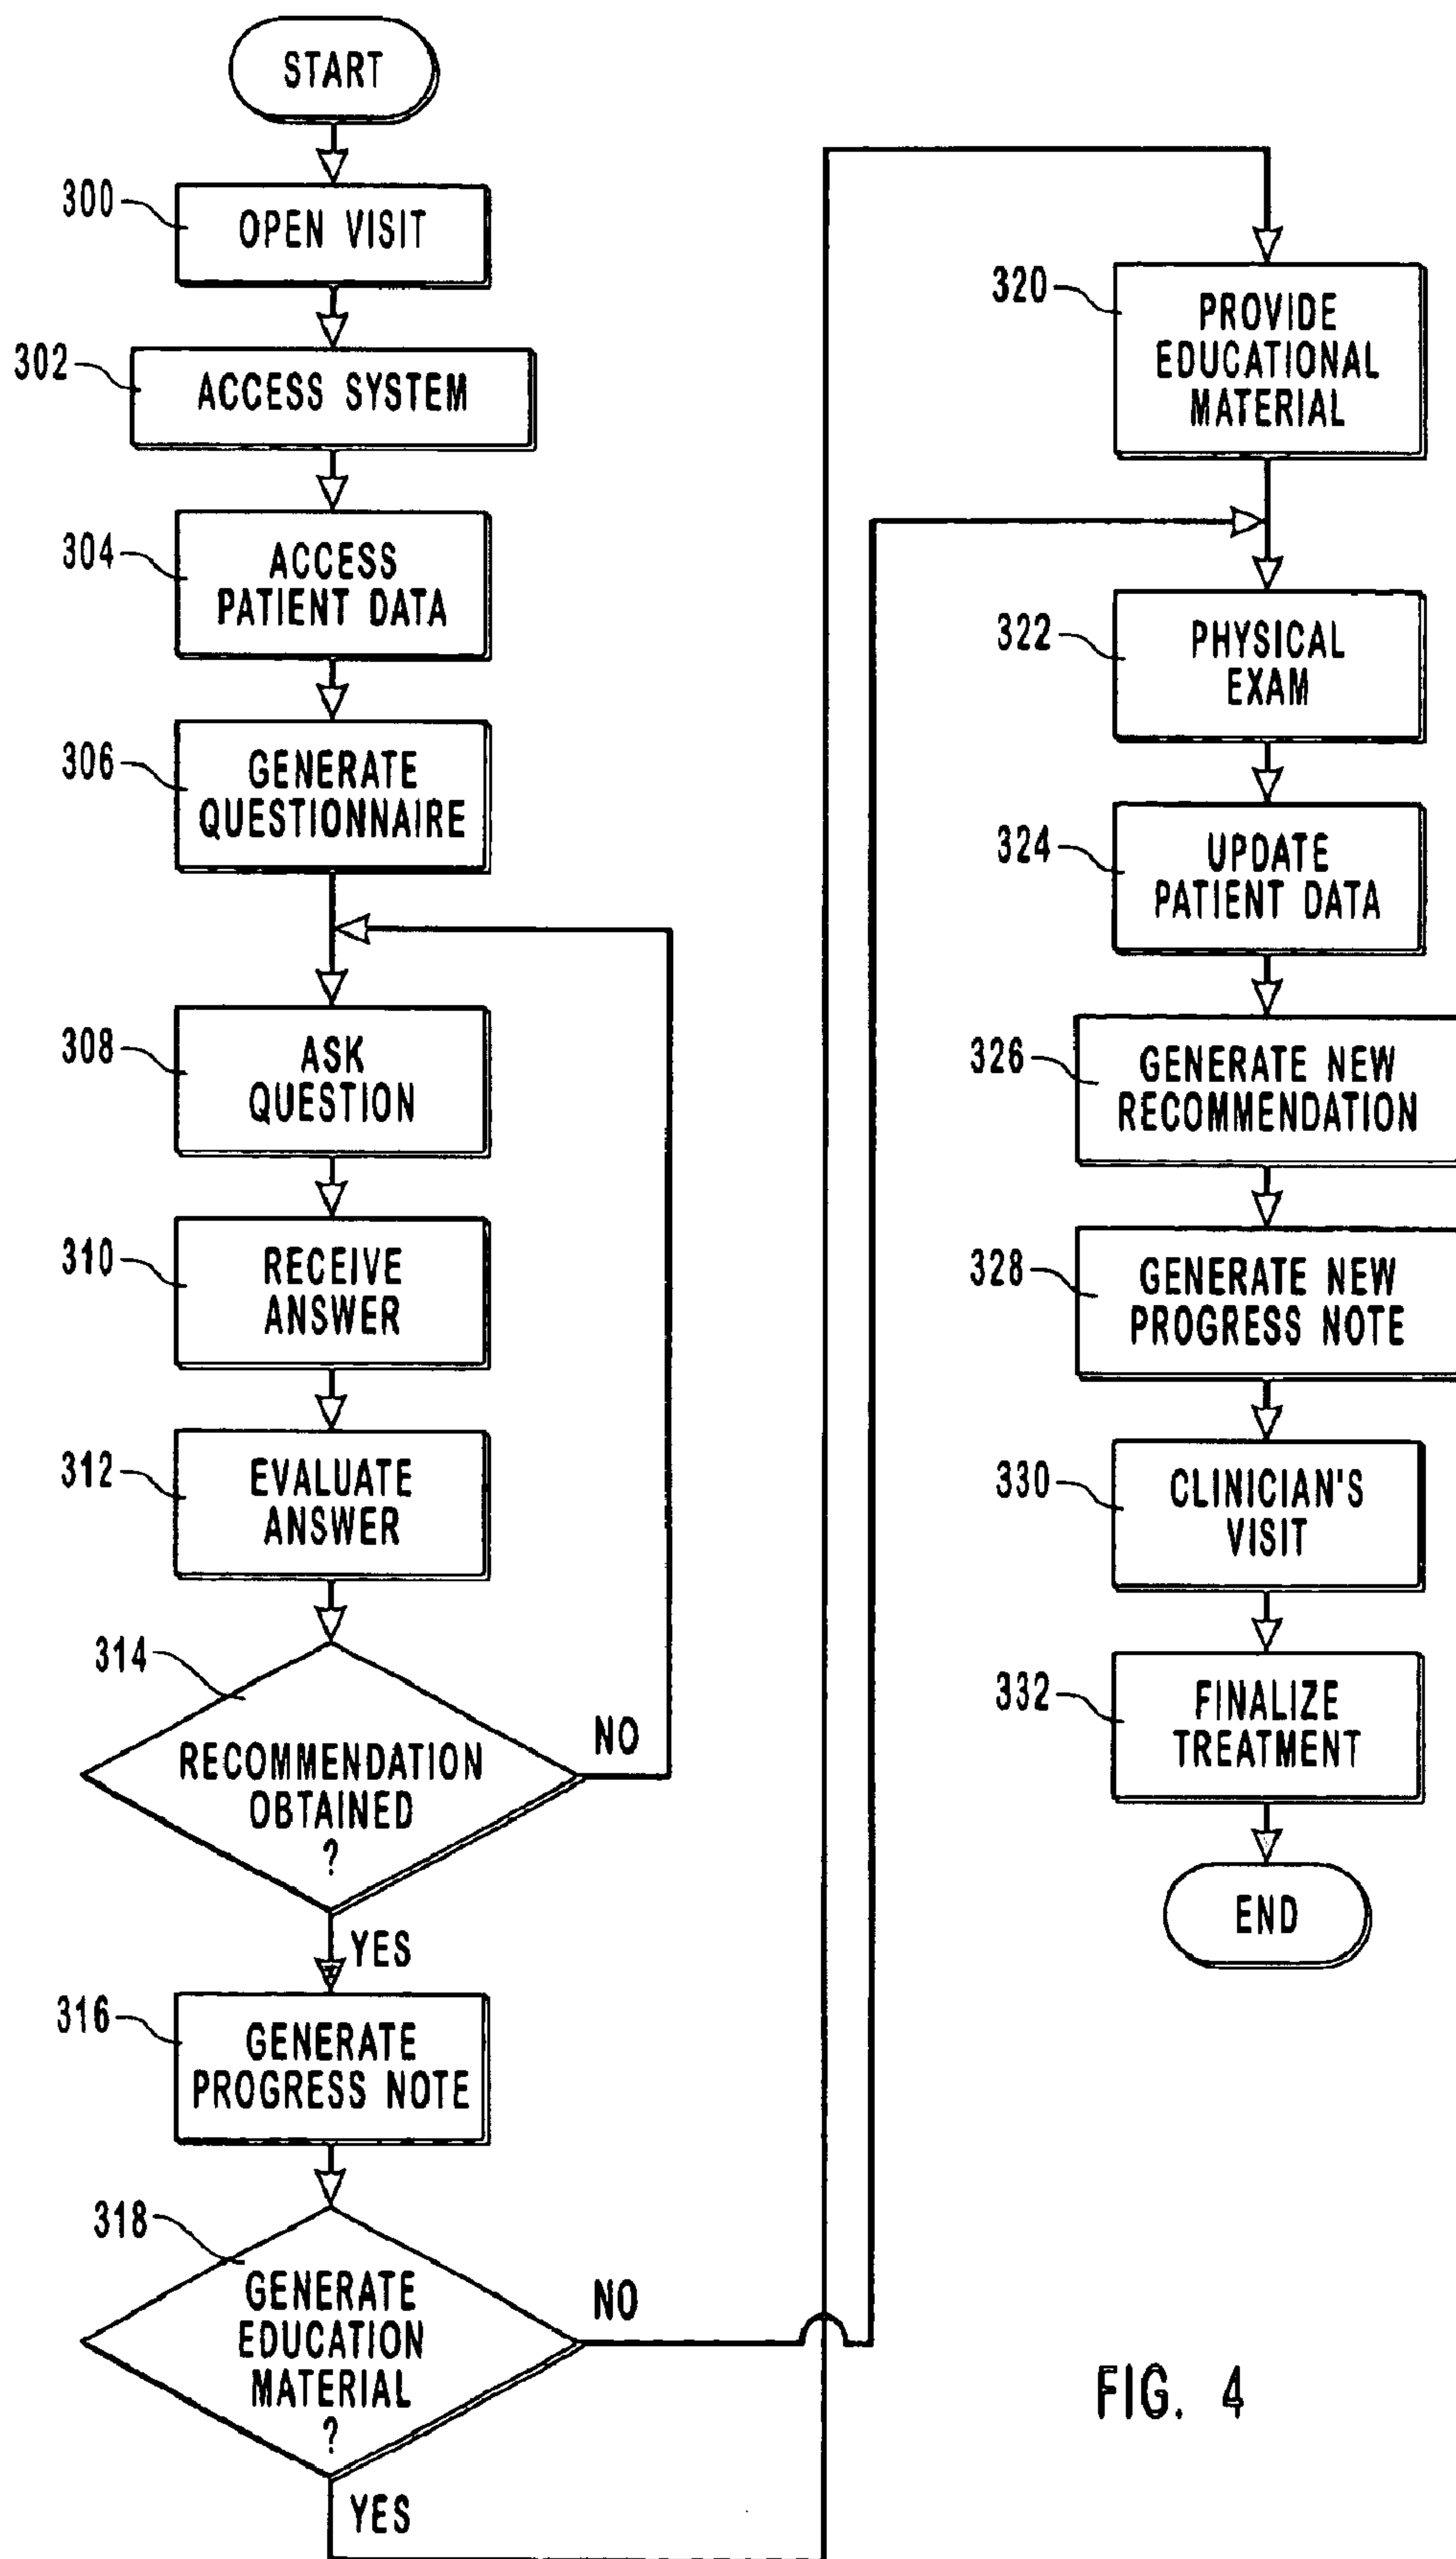 START
300
OPEN VISIT
302
ACCESS SYSTEM
304
ACCESS
PATIENT DATA
306
GENERATE
QUESTIONNAIRE
308
ASK
QUESTION
310
RECEIVE
ANSWER
312
EVALUATE
ANSWER
314
RECOMMENDATION
OBTAINED
?
NO
YES
316
GENERATE
PROGRESS NOTE
318
GENERATE
EDUCATION
MATERIAL
?
NO
YES
320
PROVIDE
EDUCATIONAL
MATERIAL
322
PHYSICAL
EXAM
324
UPDATE
PATIENT DATA
326
GENERATE NEW
RECOMMENDATION
328
GENERATE NEW
PROGRESS NOTE
330
CLINICIAN'S
VISIT
332
FINALIZE
TREATMENT
END
FIG. 4